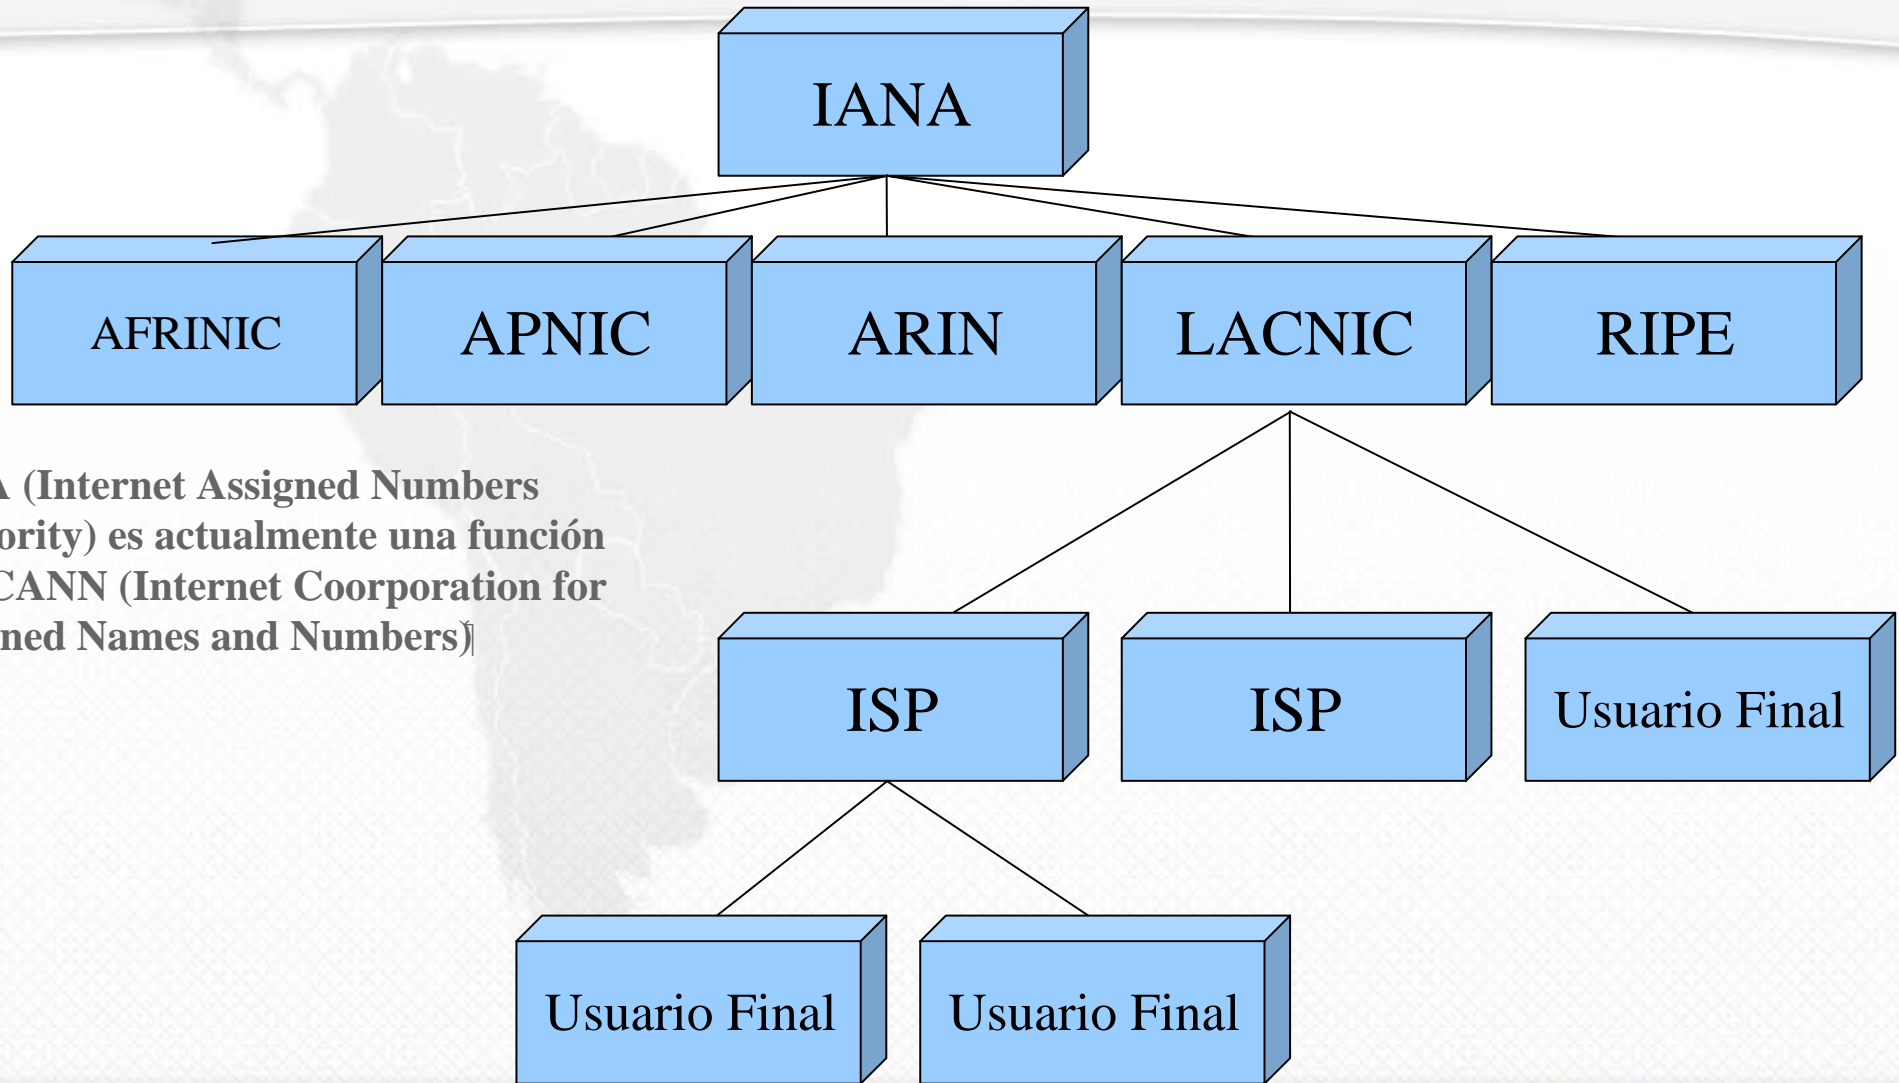 IANA
AFRINIC
APNIC
ARIN
LACNIC
RIPE
A (Internet Assigned Numbers
ority) es actualmente una función
CANN (Internet Coorporation for
ned Names and Numbers)
ISP
ISP
Usuario Final
Usuario Final
Usuario Final